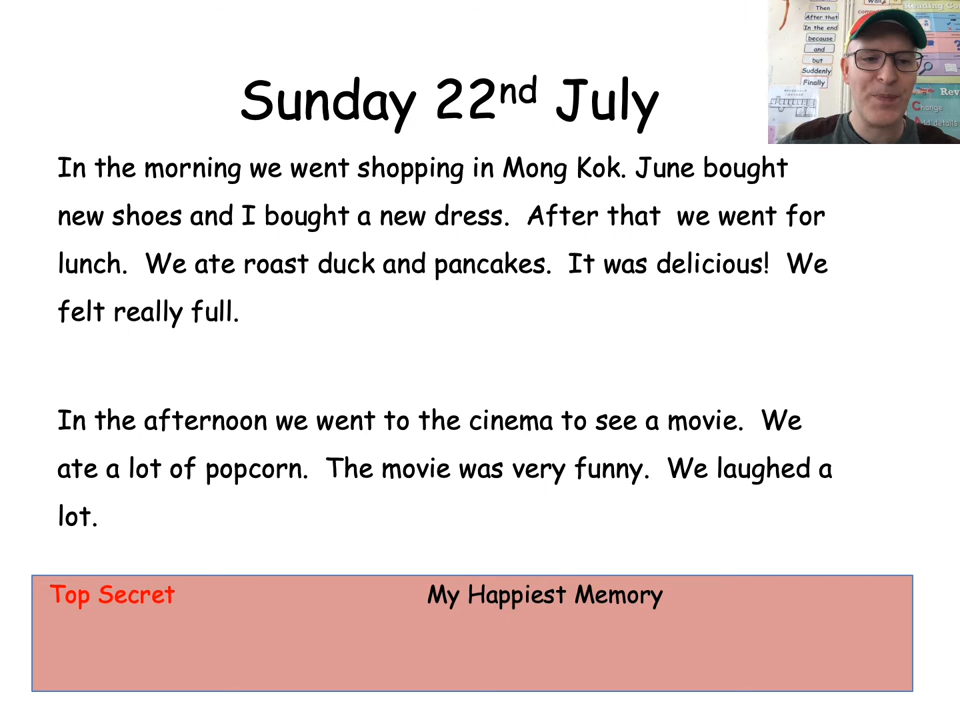 Then
After that
In the end
because
and
but
Suddenly
Finally
Sunday 22nd July
In the morning we went shopping in Mong Kok. June bought
new shoes and I bought a new dress.  After that  we went for
lunch.  We ate roast duck and pancakes.  It was delicious!  We
felt really full.
In the afternoon we went to the cinema to see a movie.  We
ate a lot of popcorn.  The movie was very funny.  We laughed a
lot.
Top Secret
My Happiest Memory